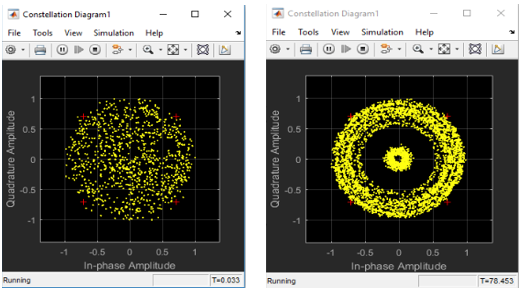 Constellation Diagram1
File Tools View Simulation Help
Quadrature Amplitude
1
0.5
0
-0.5
-1
-1 -0.5 0 0.5 1
In-phase Amplitude
Running T=0.033
Constellation Diagram1
File Tools View Simulation Help
Quadrature Amplitude
1
0.5
0
-0.5
-1
-1 -0.5 0 0.5 1
In-phase Amplitude
Running T=78.453